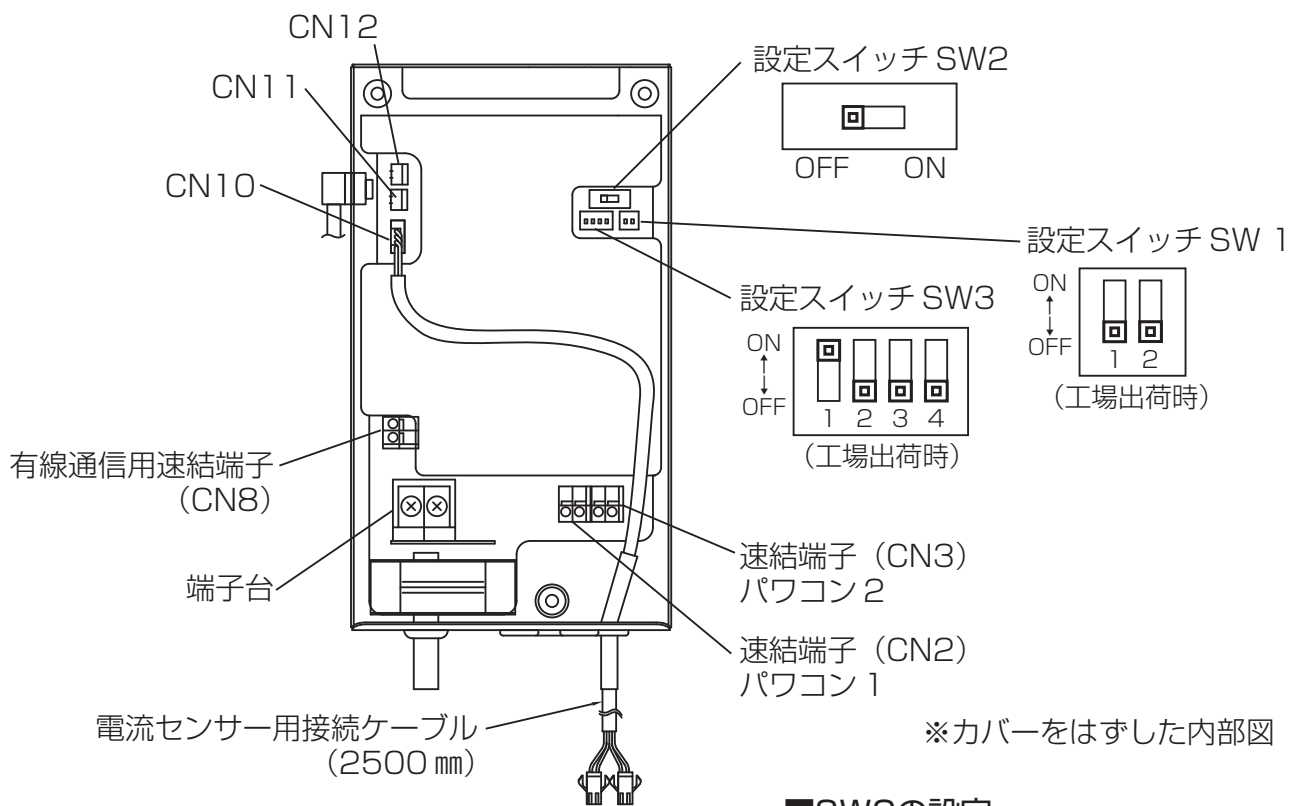 CN12
CN11
CN10
設定スイッチ SW2
OFF ON
設定スイッチ SW 1
ON
OFF
1 2
（工場出荷時）
設定スイッチ SW3
ON
OFF
1 2 3 4
（工場出荷時）
有線通信用速結端子
（CN8）
端子台
速結端子（CN3）
パワコン 2
速結端子（CN2）
パワコン 1
電流センサー用接続ケーブル
（2500 ㎜）
※カバーをはずした内部図